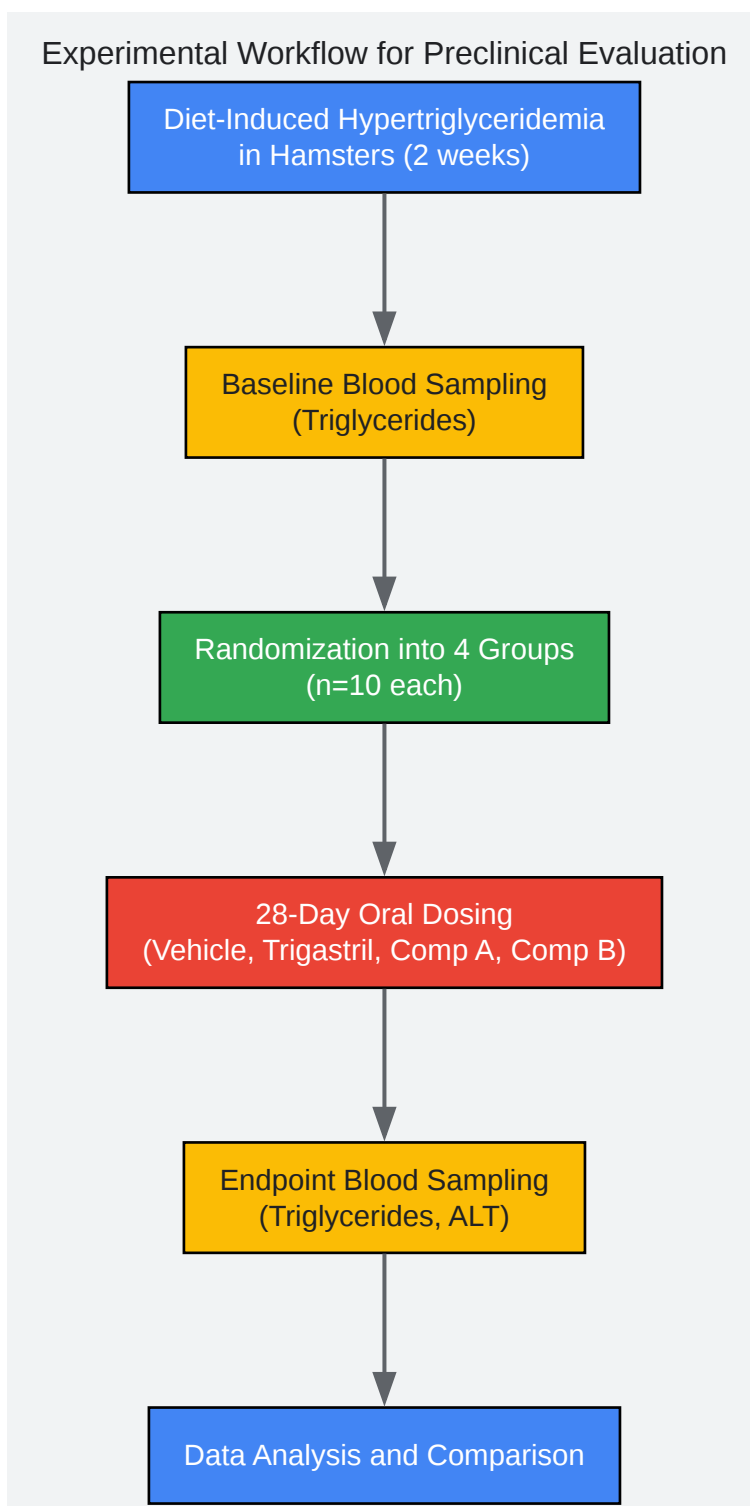 Experimental Workflow for Preclinical Evaluation
Diet-Induced Hypertriglyceridemia
in Hamsters (2 weeks)
Baseline Blood Sampling
(Triglycerides)
Randomization into 4 Groups
(n=10 each)
28-Day Oral Dosing
(Vehicle, Trigastril, Comp A, Comp B)
Endpoint Blood Sampling
(Triglycerides, ALT)
Data Analysis and Comparison